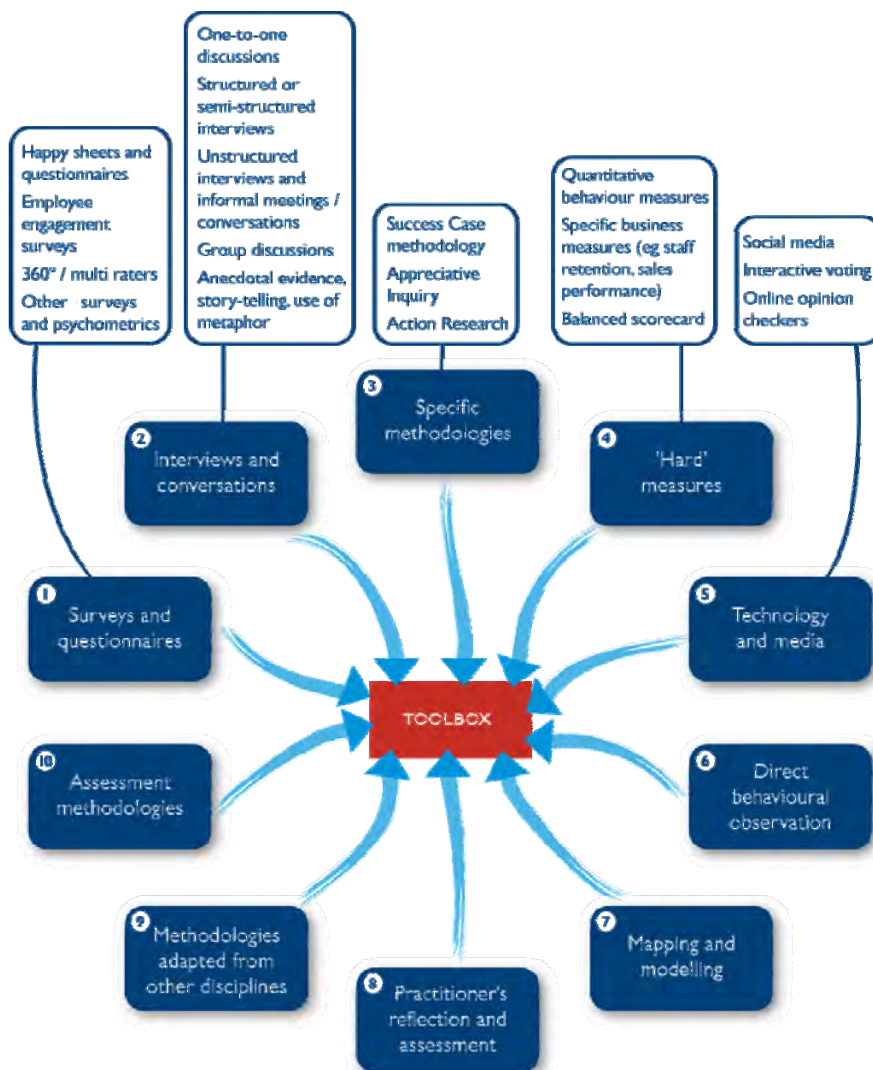 One-to-one
discussions
Structured or
semi-structured
interviews
Unstructured
interviews and
informal meetings /
conversations
Group discussions
Anecdotal evidence,
story-telling, use of
metaphor
Happy sheets and
questionnaires
Employee
engagement
surveys
360° / multi raters
Other surveys
and psychometrics
Success Case
methodology
Appreciative
Inquiry
Action Research
Quantitative
behaviour measures
Specific business
measures (eg staff
retention, sales
performance)
Balanced scorecard
Social media
Interactive voting
Online opinion
checkers
3
Specific
methodologies
2
Interviews and
conversations
4
'Hard'
measures
1
Surveys and
questionnaires
5
Technology
and media
TOOLBOX
10
Assessment
methodologies
6
Direct
behavioural
observation
9
Methodologies
adapted from
other disciplines
7
Mapping and
modelling
8
Practitioner's
reflection and
assessment